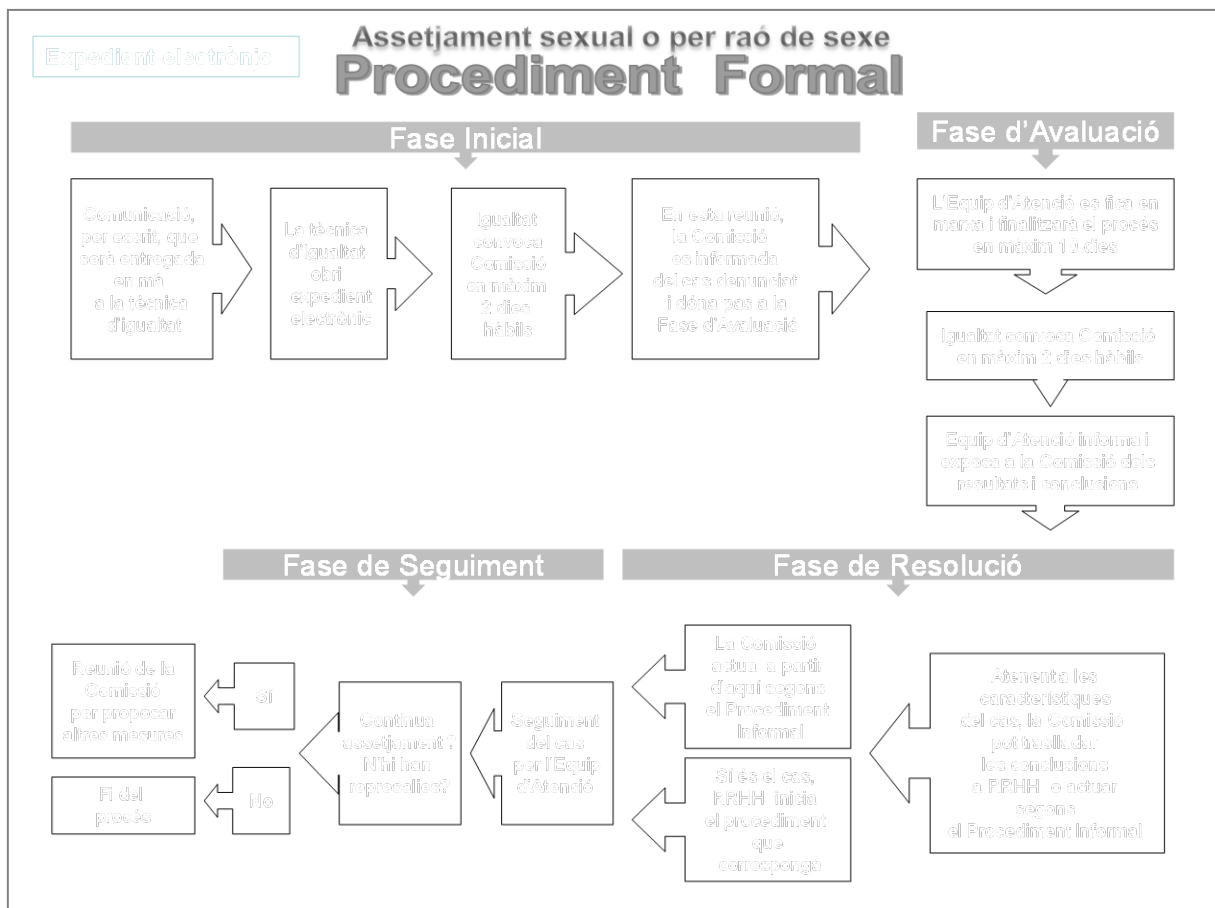 Expedient electrònic
Assetjament sexual o per raó de sexe
Procediment Formal
Fase Inicial
Comunicació,
per escrit, que
serà entregada
en mà
a la tècnica
d'igualtat
La tècnica
d'igualtat
obri
expedient
electrònic
Igualtat
convoca
Comissió
en màxim
2 dies
hàbils
En esta reunió,
la Comissió
es informada
del cas denunciat
i dóna pas a la
Fase d'Avaluació
Fase d'Avaluació
L'Equip d'Atenció es fica en
marxa i finalitzarà el procés
en màxim 10 dies
Igualtat convoca Comissió
en màxim 2 dies hàbils
Equip d'Atenció informa i
exposa a la Comissió dels
resultats i conclusions
Fase de Resolució
Atenent a les
característiques
del cas, la Comissió
pot traslladar
les conclusions
a RRHH o actuar
segons
el Procediment Informal
La Comissió
actua a partir
d'aquí segons
el Procediment
Informal
Sí és el cas,
RRHH inicia
el procediment
que
corresponga
Fase de Seguiment
Seguiment
del cas
per l'Equip
d'Atenció
Continua
assetjament ?
N'hi han
represalies?
Sí
Reunió de la
Comissió
per proposar
altres mesures
No
Fi del
procés